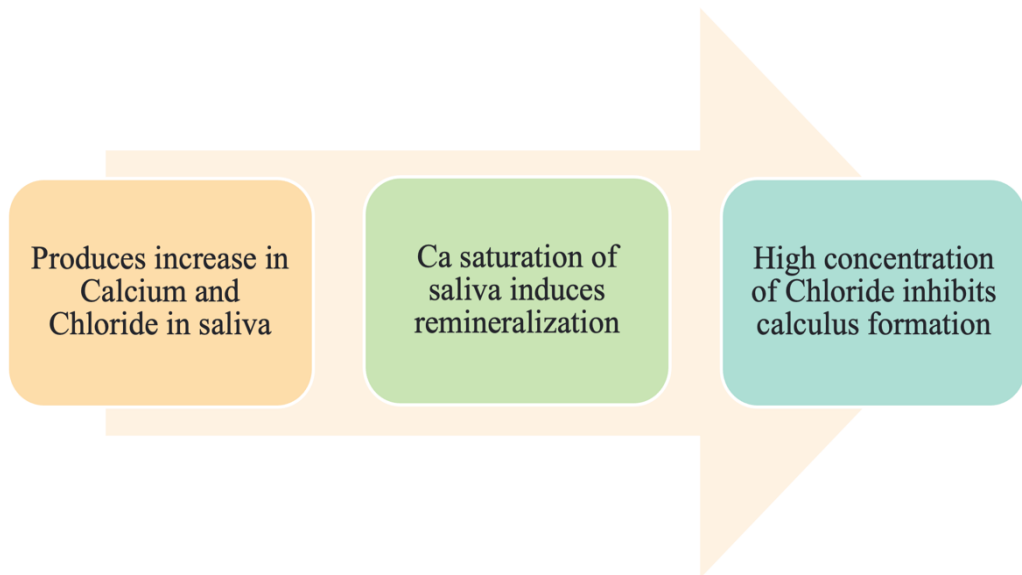 Produces increase in
Calcium and
Chloride in saliva
Ca saturation of
saliva induces
remineralization
High concentration
of Chloride inhibits
calculus formation